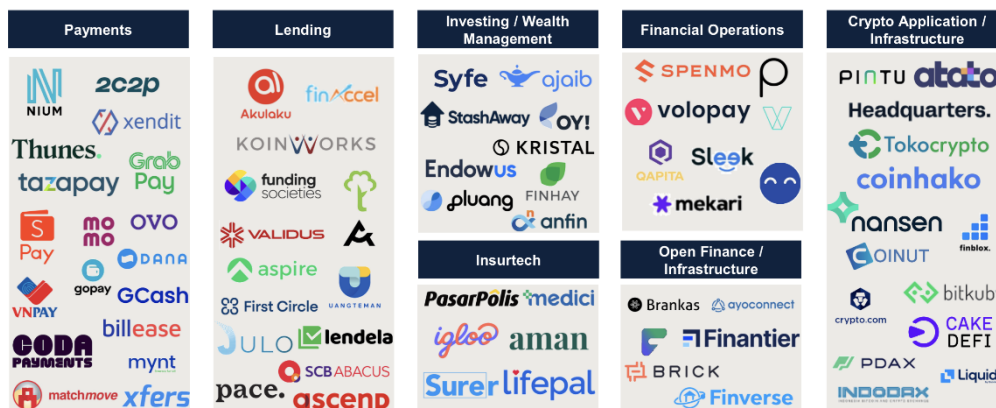 Payments
NIUM
2c2p
xendit
Thunes.
Grab
Pay
tazapay
S
Pay
mo
mo
OVO
DANA
gopay
GCash
VNPAY
billease
CODA
PAYMENTS
mynt
matchmove
xfers
Lending
Akulaku
finAccel
KOINWORKS
funding
societies
VALIDUS
aspire
UANGTEMAN
First Circle
JULO
lendela
SCB ABACUS
pace.
ascend
Investing / Wealth
Management
Syfe
ajaib
StashAway
OY!
KRISTAL
Endowus
FINHAY
pluang
anfin
Insurtech
PasarPolis
medici
igloo
aman
Surer
lifepal
Financial Operations
SPENMO
volopay
QAPITA
Sleek
mekari
Open Finance /
Infrastructure
Brankas
ayoconnect
Finantier
BRICK
Finverse
Crypto Application /
Infrastructure
PINTU
atato
Headquarters.
Tokocrypto
coinhako
nansen
finblox.
COINUT
crypto.com
bitkub
CAKE
DEFI
PDAX
Liquid
INDODAX